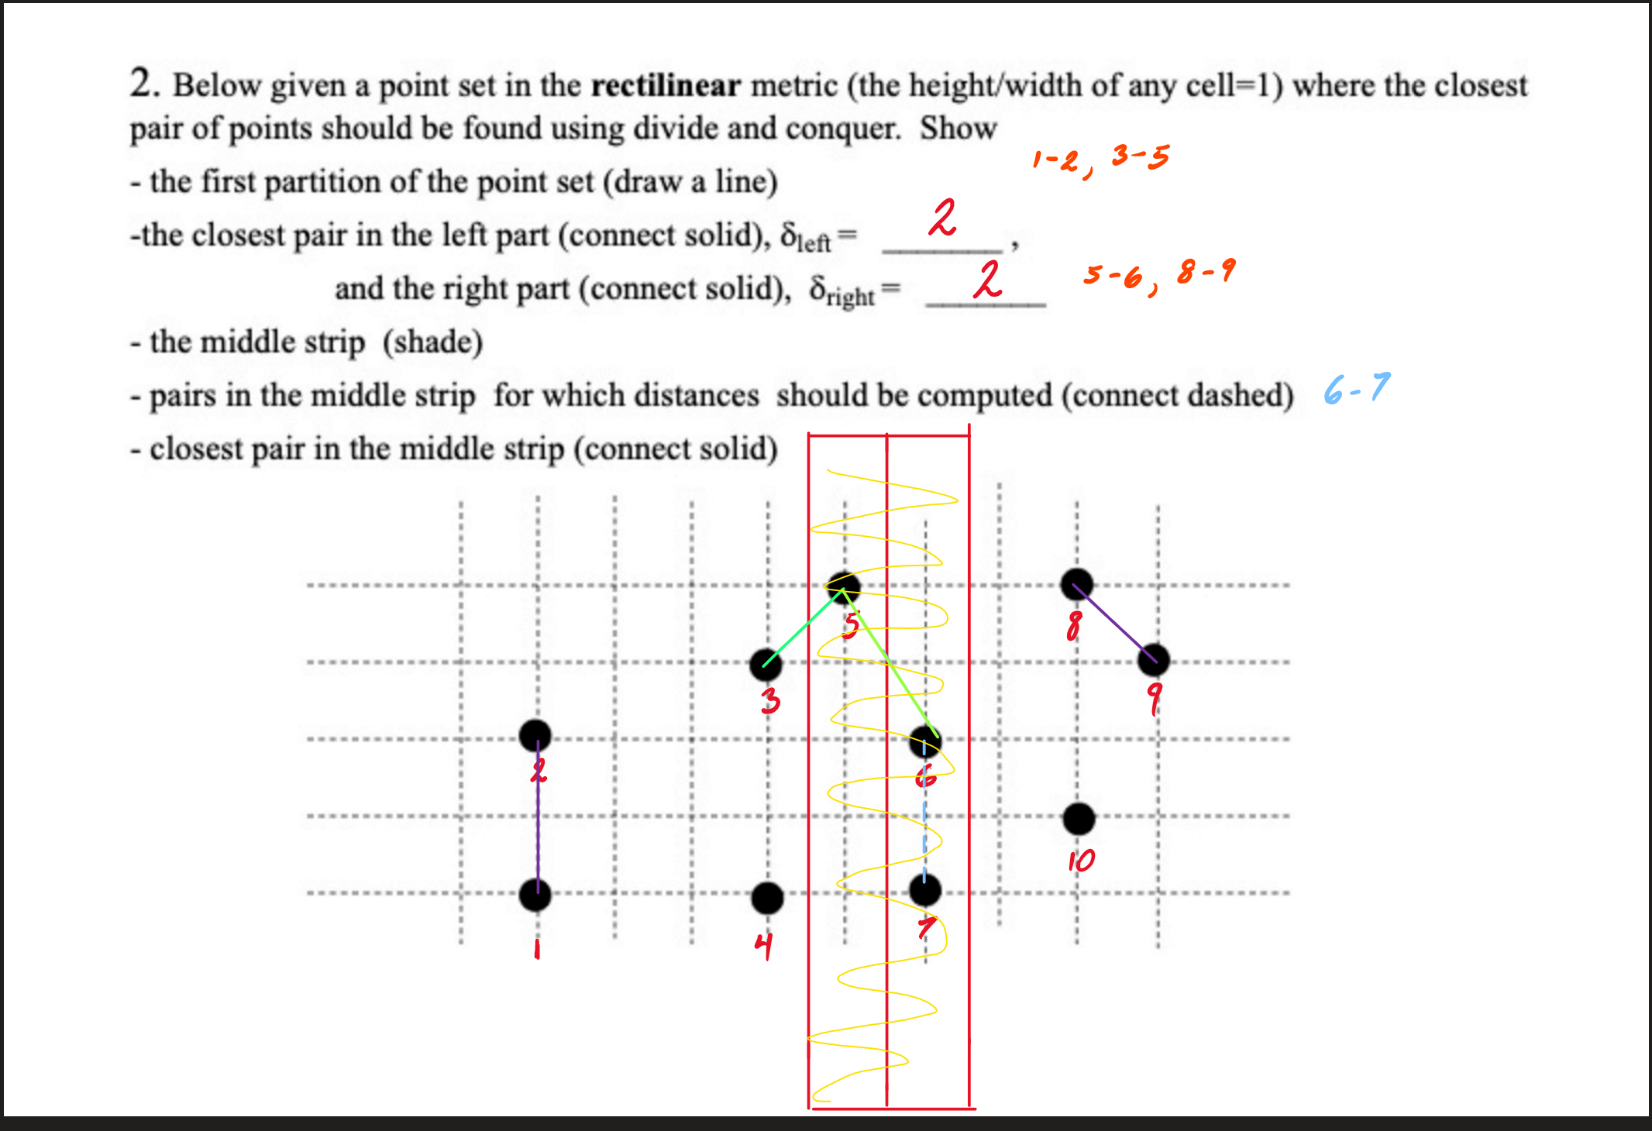 2. Below given a point set in the rectilinear metric (the height/width of any cell=1) where the closest
pair of points should be found using divide and conquer. Show
1-2, 3-5
- the first partition of the point set (draw a line)
-the closest pair in the left part (connect solid), δleft = 2,
and the right part (connect solid), δright = 2 5-6, 8-9
- the middle strip (shade)
- pairs in the middle strip for which distances should be computed (connect dashed) 6-7
- closest pair in the middle strip (connect solid)
5
8
3
9
2
6
10
1
4
7